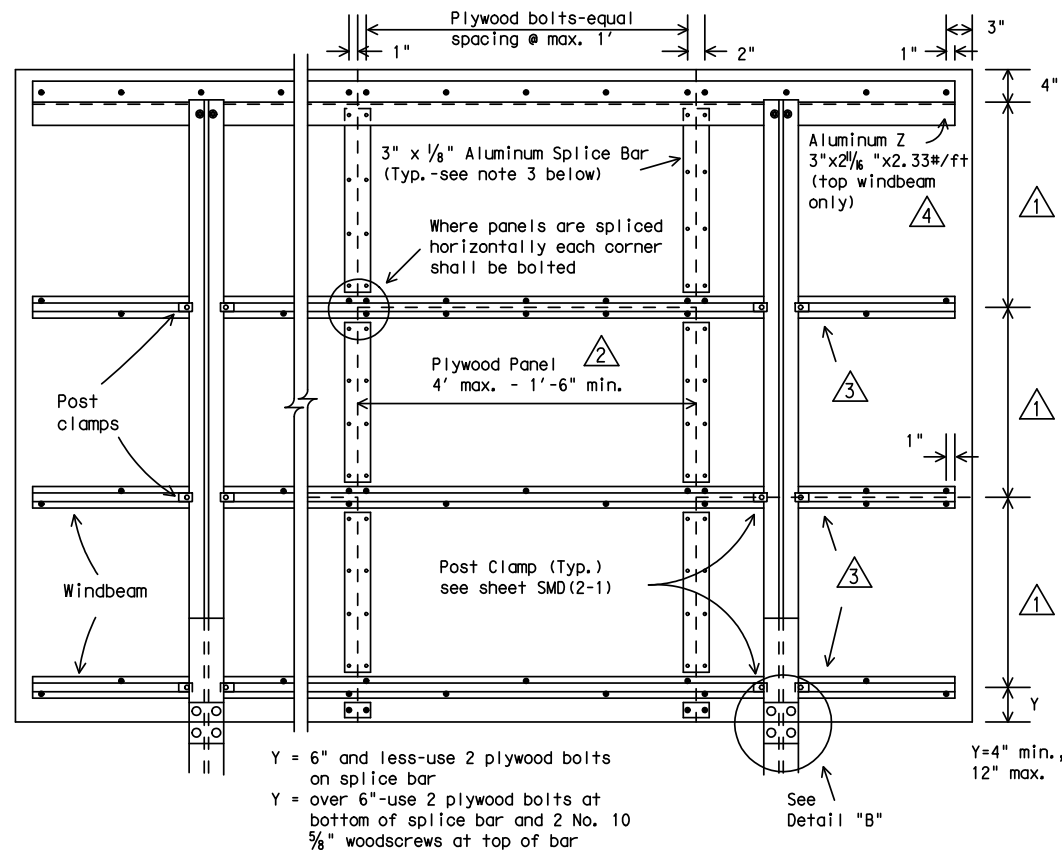 Plywood bolts-equal
spacing @ max. 1'
1"
2"
3"
1"
4"
3" x 1/8" Aluminum Splice Bar
(Typ.-see note 3 below)
Aluminum Z
3"x2 11/16 "x2.33#/ft
(top windbeam
only)
4
1
Where panels are spliced
horizontally each corner
shall be bolted
Plywood Panel
4' max. - 1'-6" min.
2
3
1
Post
clamps
1"
Windbeam
Post Clamp (Typ.)
see sheet SMD(2-1)
3
1
Y
Y = 6" and less-use 2 plywood bolts
on splice bar
Y = over 6"-use 2 plywood bolts at
bottom of splice bar and 2 No. 10
5/8" woodscrews at top of bar
See
Detail "B"
Y=4" min.,
12" max.